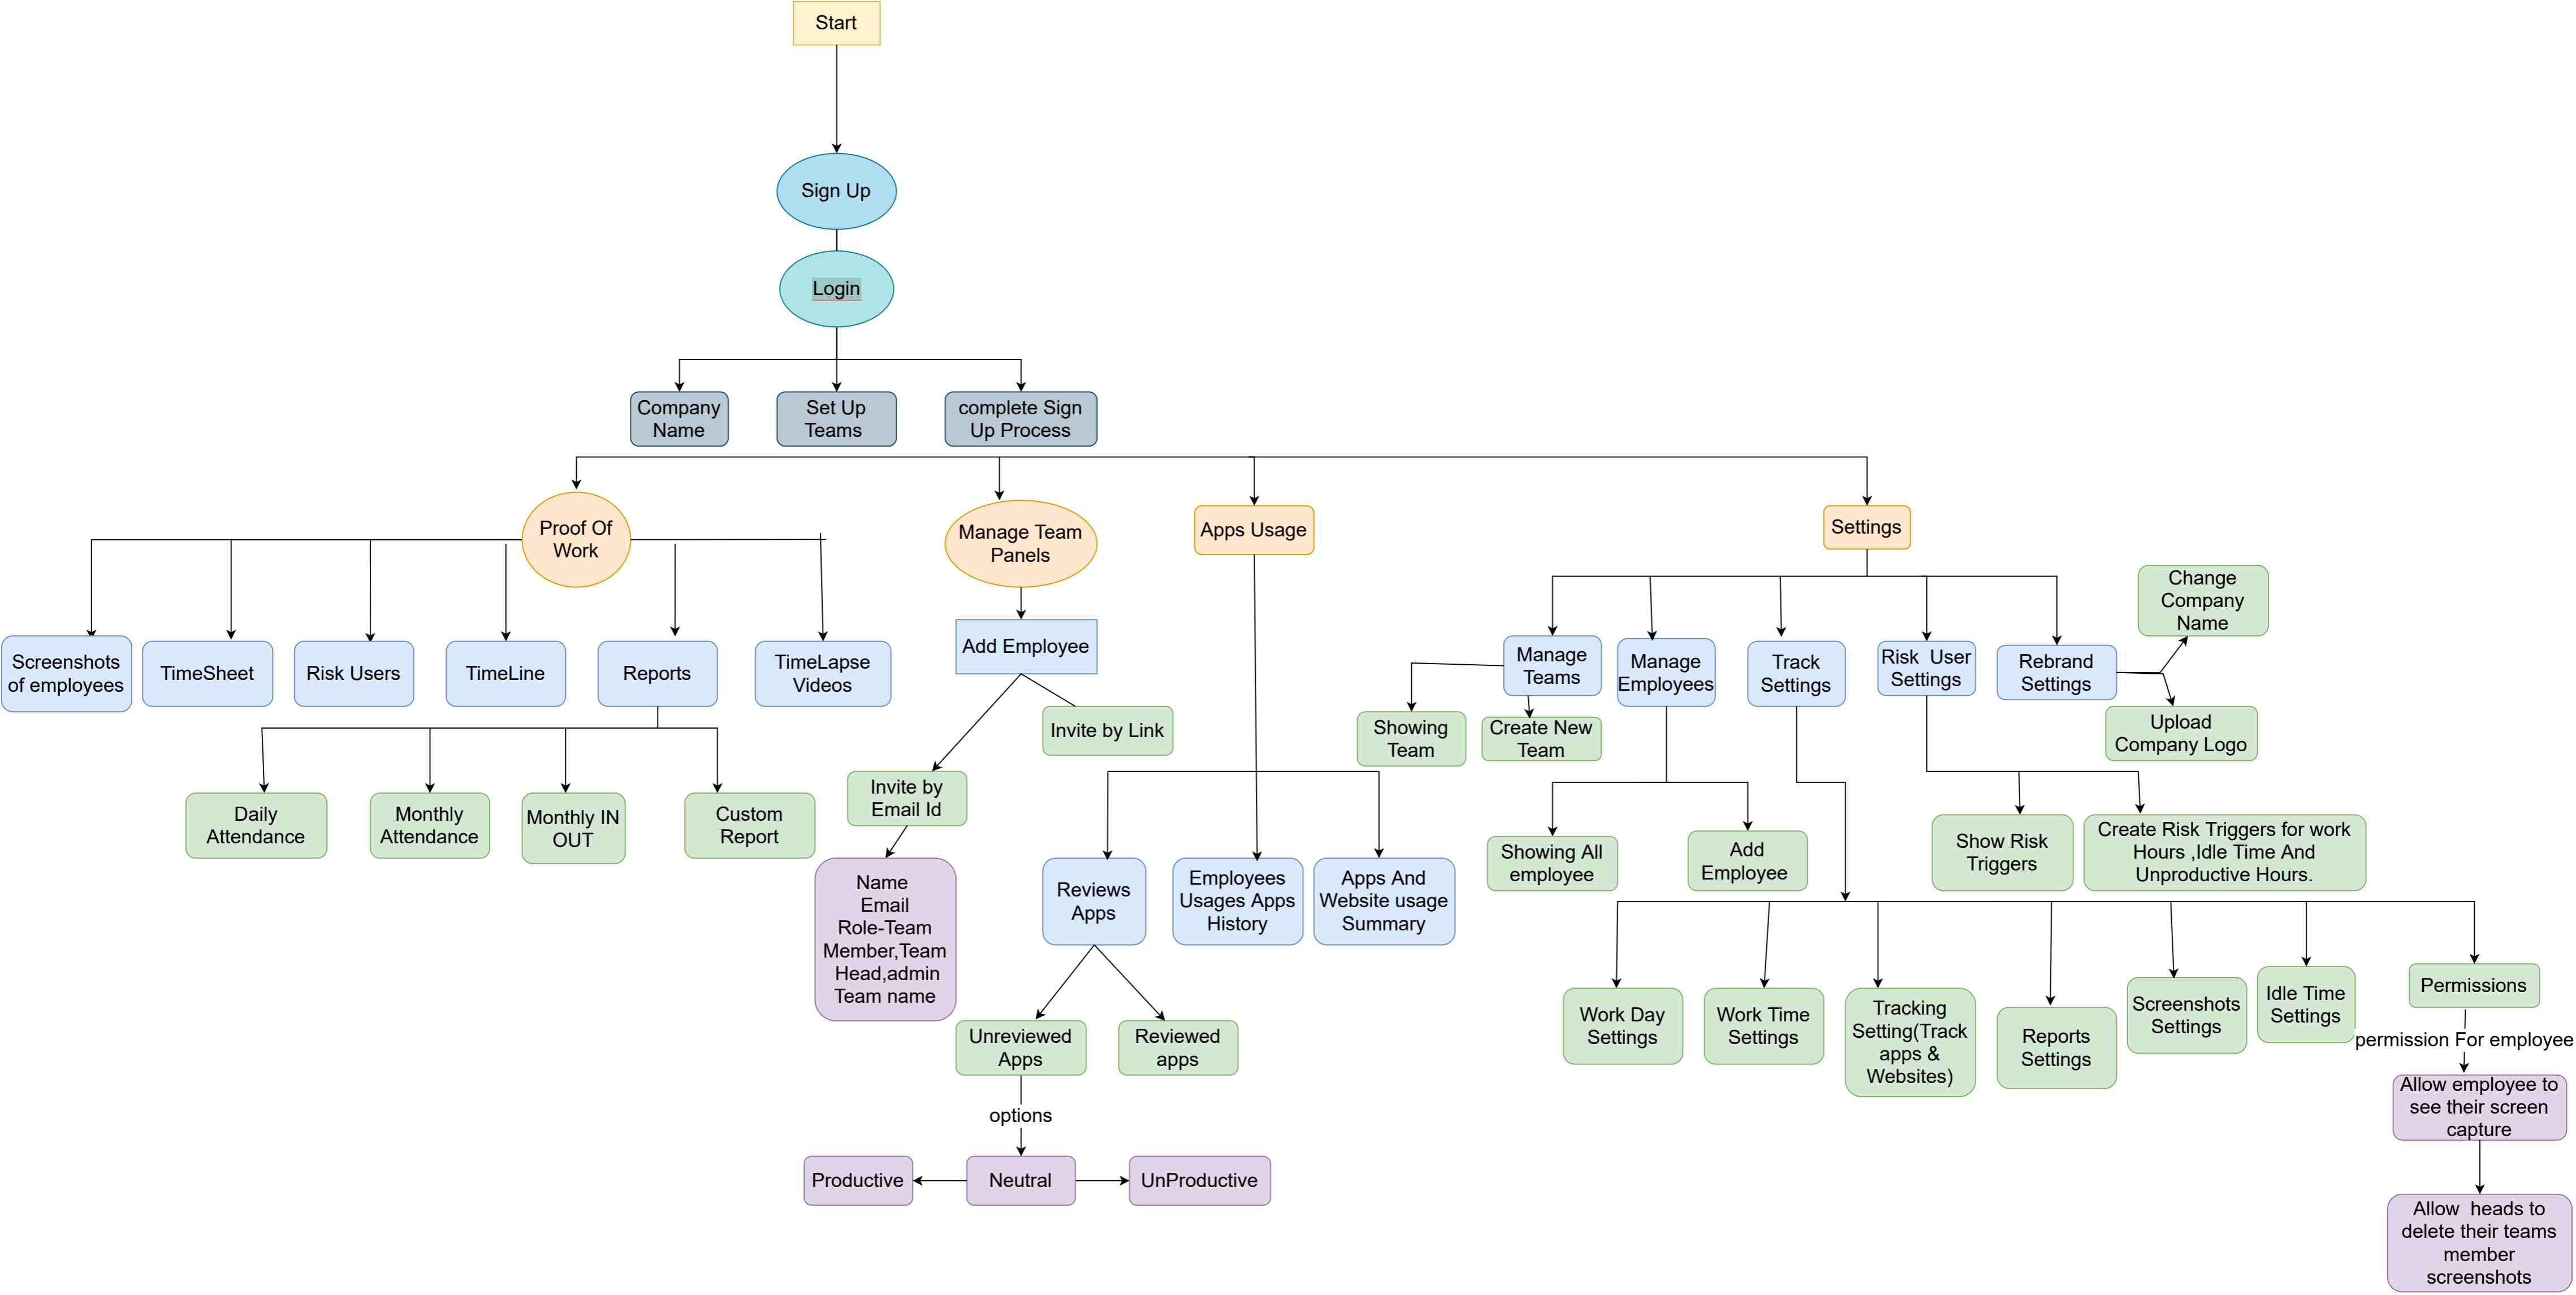 Start
Sign Up
Login
Company
Name
Set Up
Teams
complete Sign
Up Process
Proof Of
Work
Manage Team
Panels
Apps Usage
Settings
Screenshots
of employees
TimeSheet
Risk Users
TimeLine
Reports
TimeLapse
Videos
Add Employee
Manage
Teams
Manage
Employees
Track
Settings
Risk  User
Settings
Rebrand
Settings
Change
Company
Name
Upload
Company Logo
Invite by Link
Showing
Team
Create New
Team
Daily
Attendance
Monthly
Attendance
Monthly IN
OUT
Custom
Report
Invite by
Email Id
Name
Email
Role-Team
Member,Team
Head,admin
Team name
Reviews
Apps
Employees
Usages Apps
History
Apps And
Website usage
Summary
Showing All
employee
Add
Employee
Show Risk
Triggers
Create Risk Triggers for work
Hours ,Idle Time And
Unproductive Hours.
Unreviewed
Apps
Reviewed
apps
Work Day
Settings
Work Time
Settings
Tracking
Setting(Track
apps &
Websites)
Reports
Settings
Screenshots
Settings
Idle Time
Settings
Permissions
permission For employee
Allow employee to
see their screen
capture
options
Productive
Neutral
UnProductive
Allow  heads to
delete their teams
member
screenshots